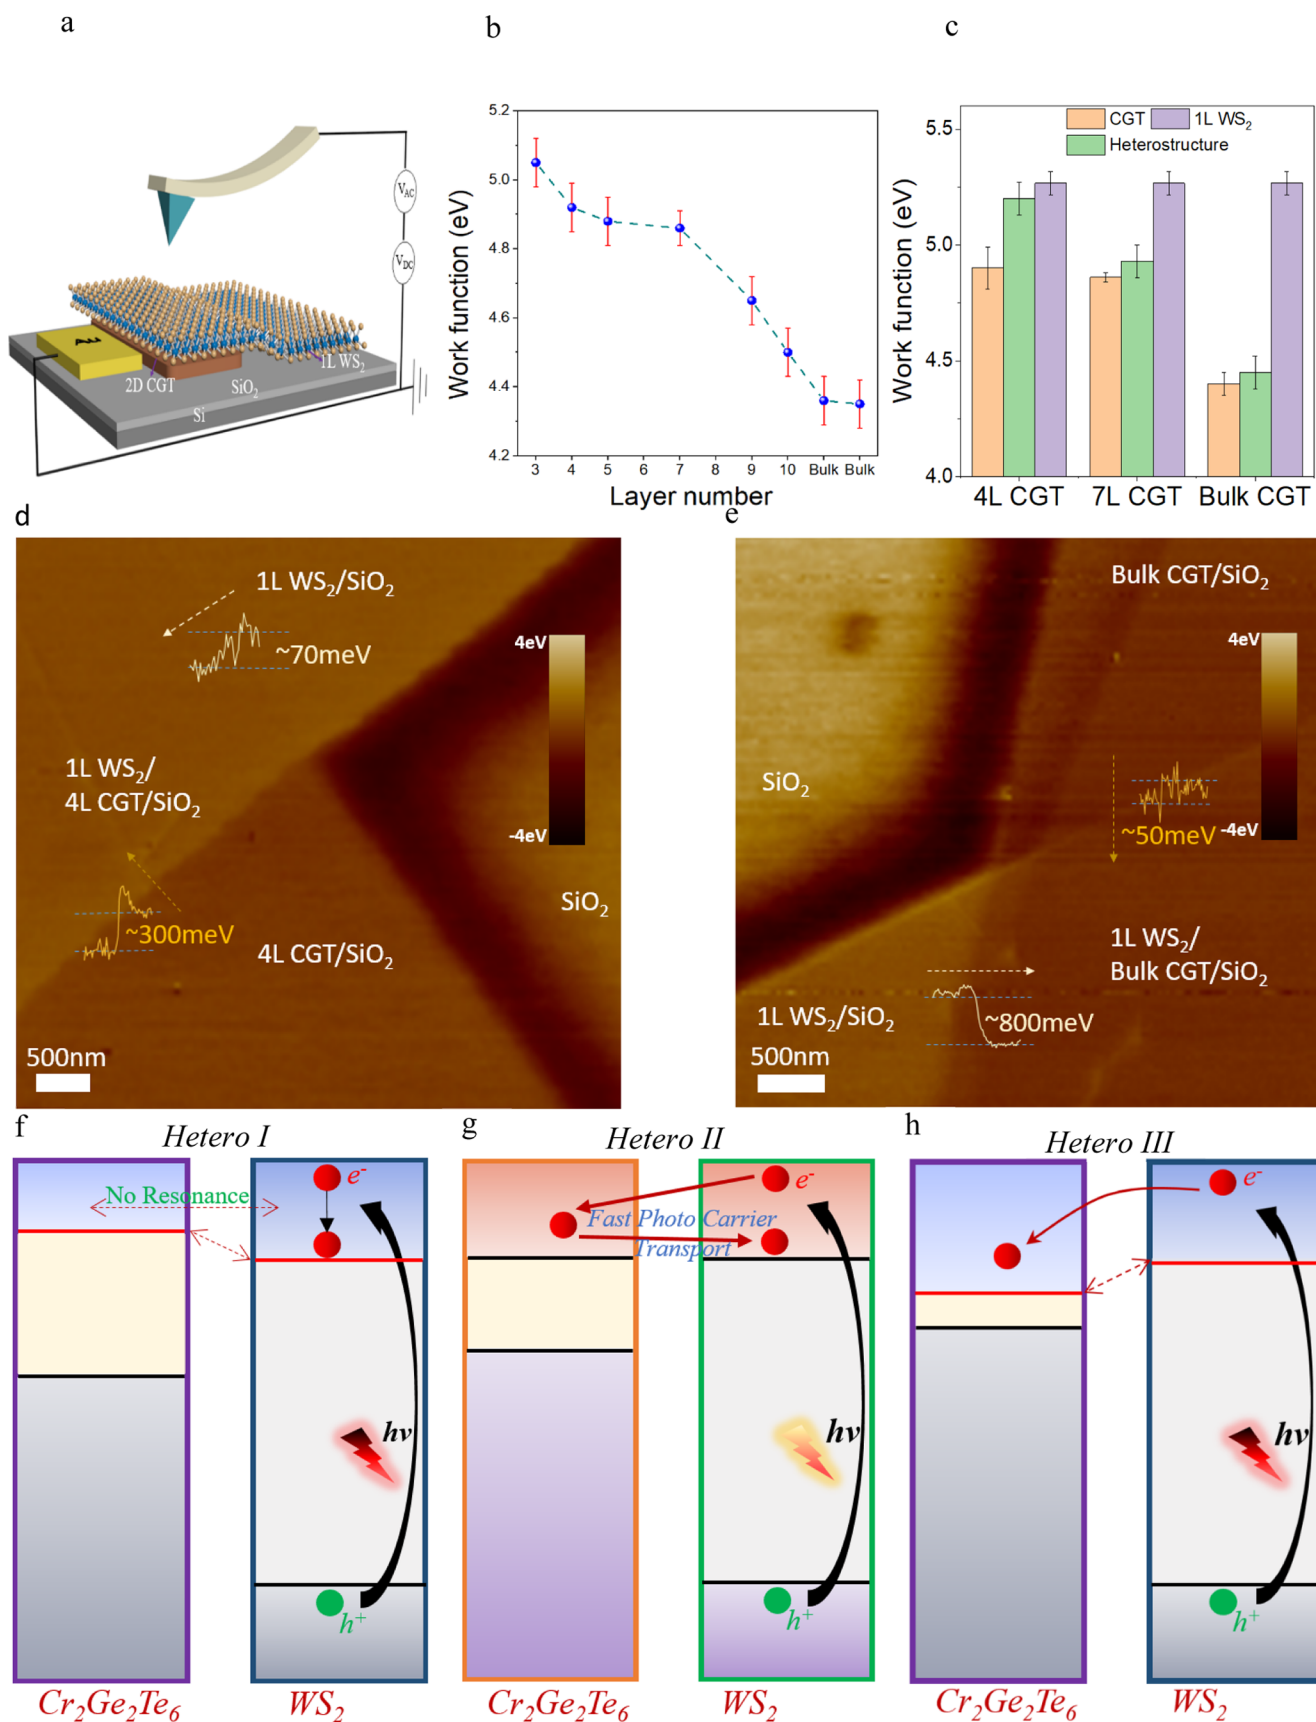 a
b
c
V_AC
V_DC
Au
2D CGT
1L WS₂
SiO₂
Si
Work function (eV)
5.2
5.0
4.8
4.6
4.4
4.2
3 4 5 6 7 8 9 10 Bulk Bulk
Layer number
Work function (eV)
5.5
5.0
4.5
4.0
CGT 1L WS₂
Heterostructure
4L CGT 7L CGT Bulk CGT
d
1L WS₂/SiO₂
~70meV
4eV
-4eV
1L WS₂/
4L CGT/SiO₂
SiO₂
~300meV
4L CGT/SiO₂
500nm
e
Bulk CGT/SiO₂
4eV
-4eV
SiO₂
~50meV
1L WS₂/
Bulk CGT/SiO₂
1L WS₂/SiO₂
~800meV
500nm
f
Hetero I
No Resonance
e⁻
hν
h⁺
Cr₂Ge₂Te₆
WS₂
g
Hetero II
e⁻
Fast Photo Carrier
Transport
hν
h⁺
Cr₂Ge₂Te₆
WS₂
h
Hetero III
e⁻
hν
h⁺
Cr₂Ge₂Te₆
WS₂